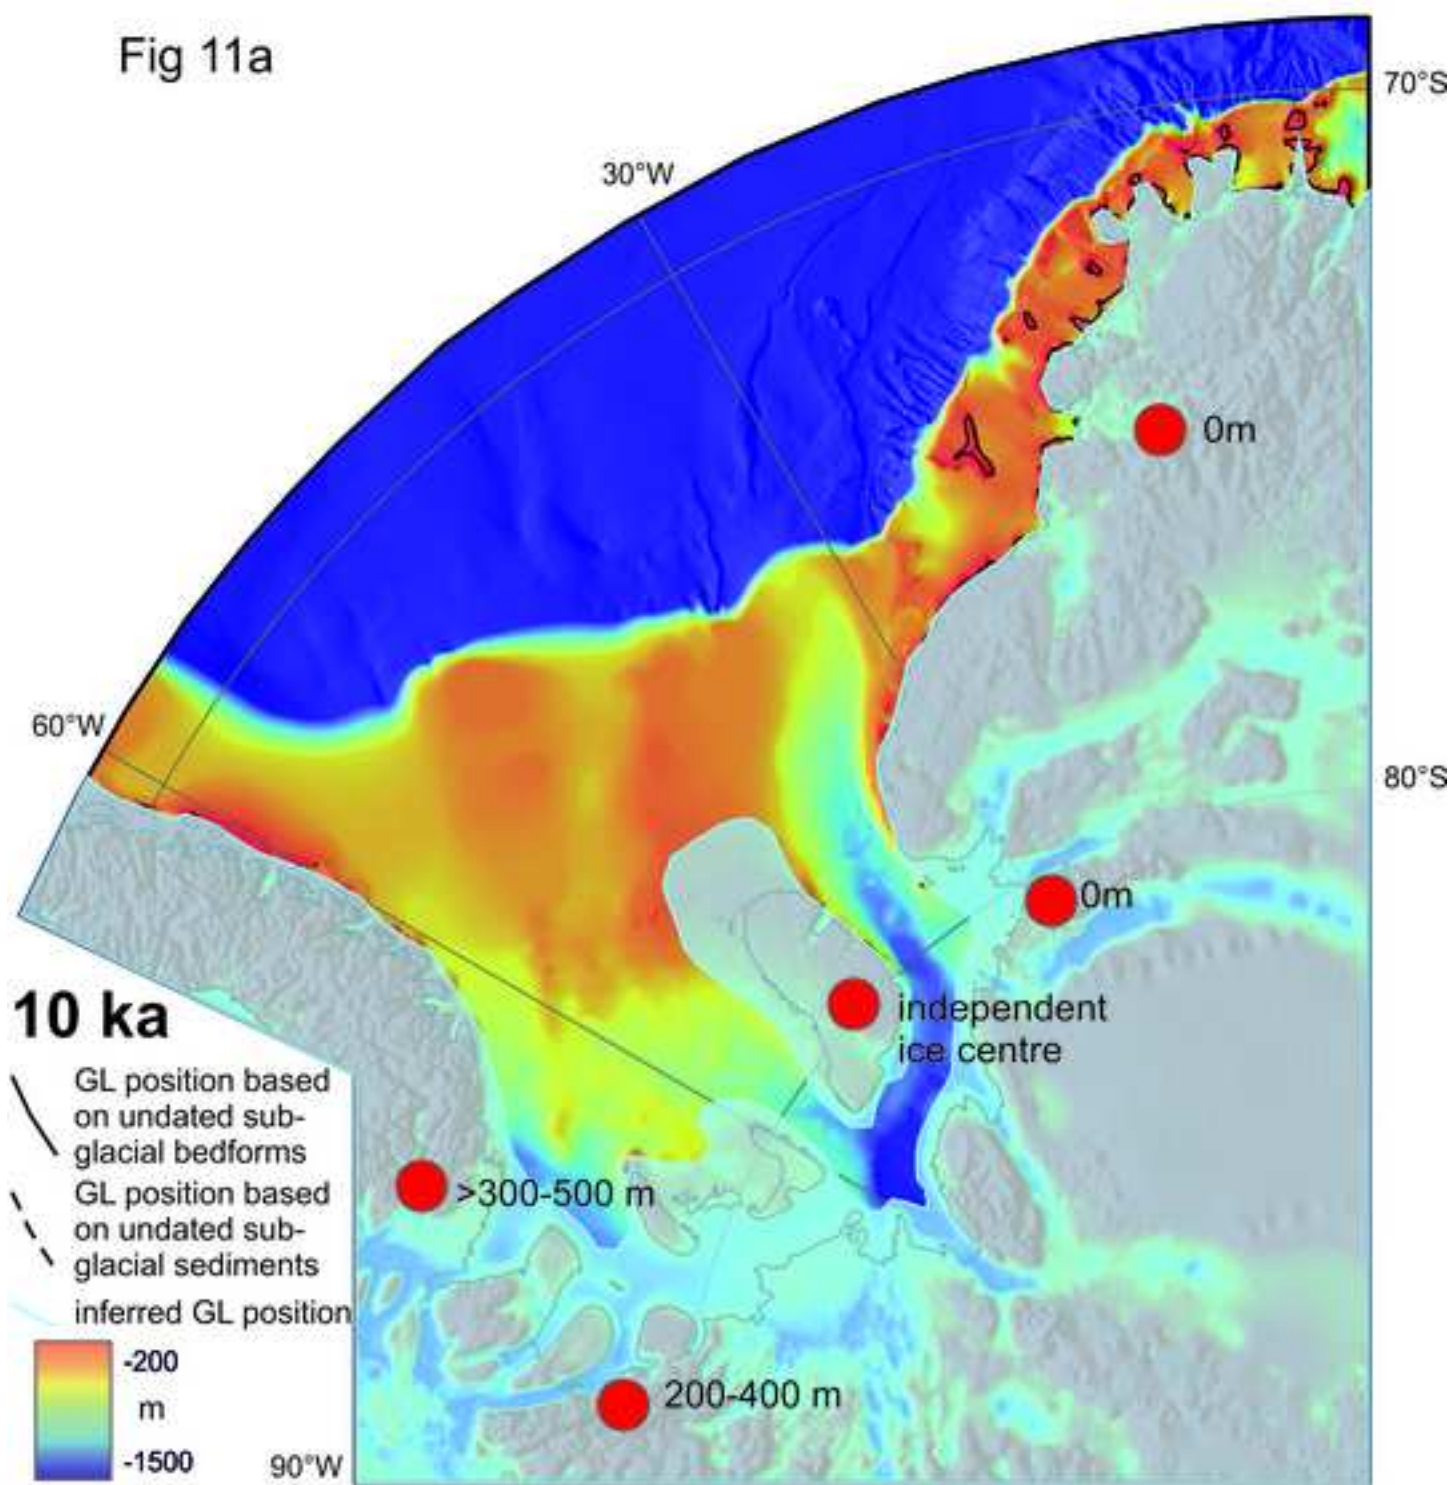 Fig 11a
70°S
30°W
0m
60°W
80°S
0m
independent
ice centre
10 ka
GL position based
on undated sub-
glacial bedforms
GL position based
on undated sub-
glacial sediments
inferred GL position
>300-500 m
-200
m
-1500
200-400 m
90°W